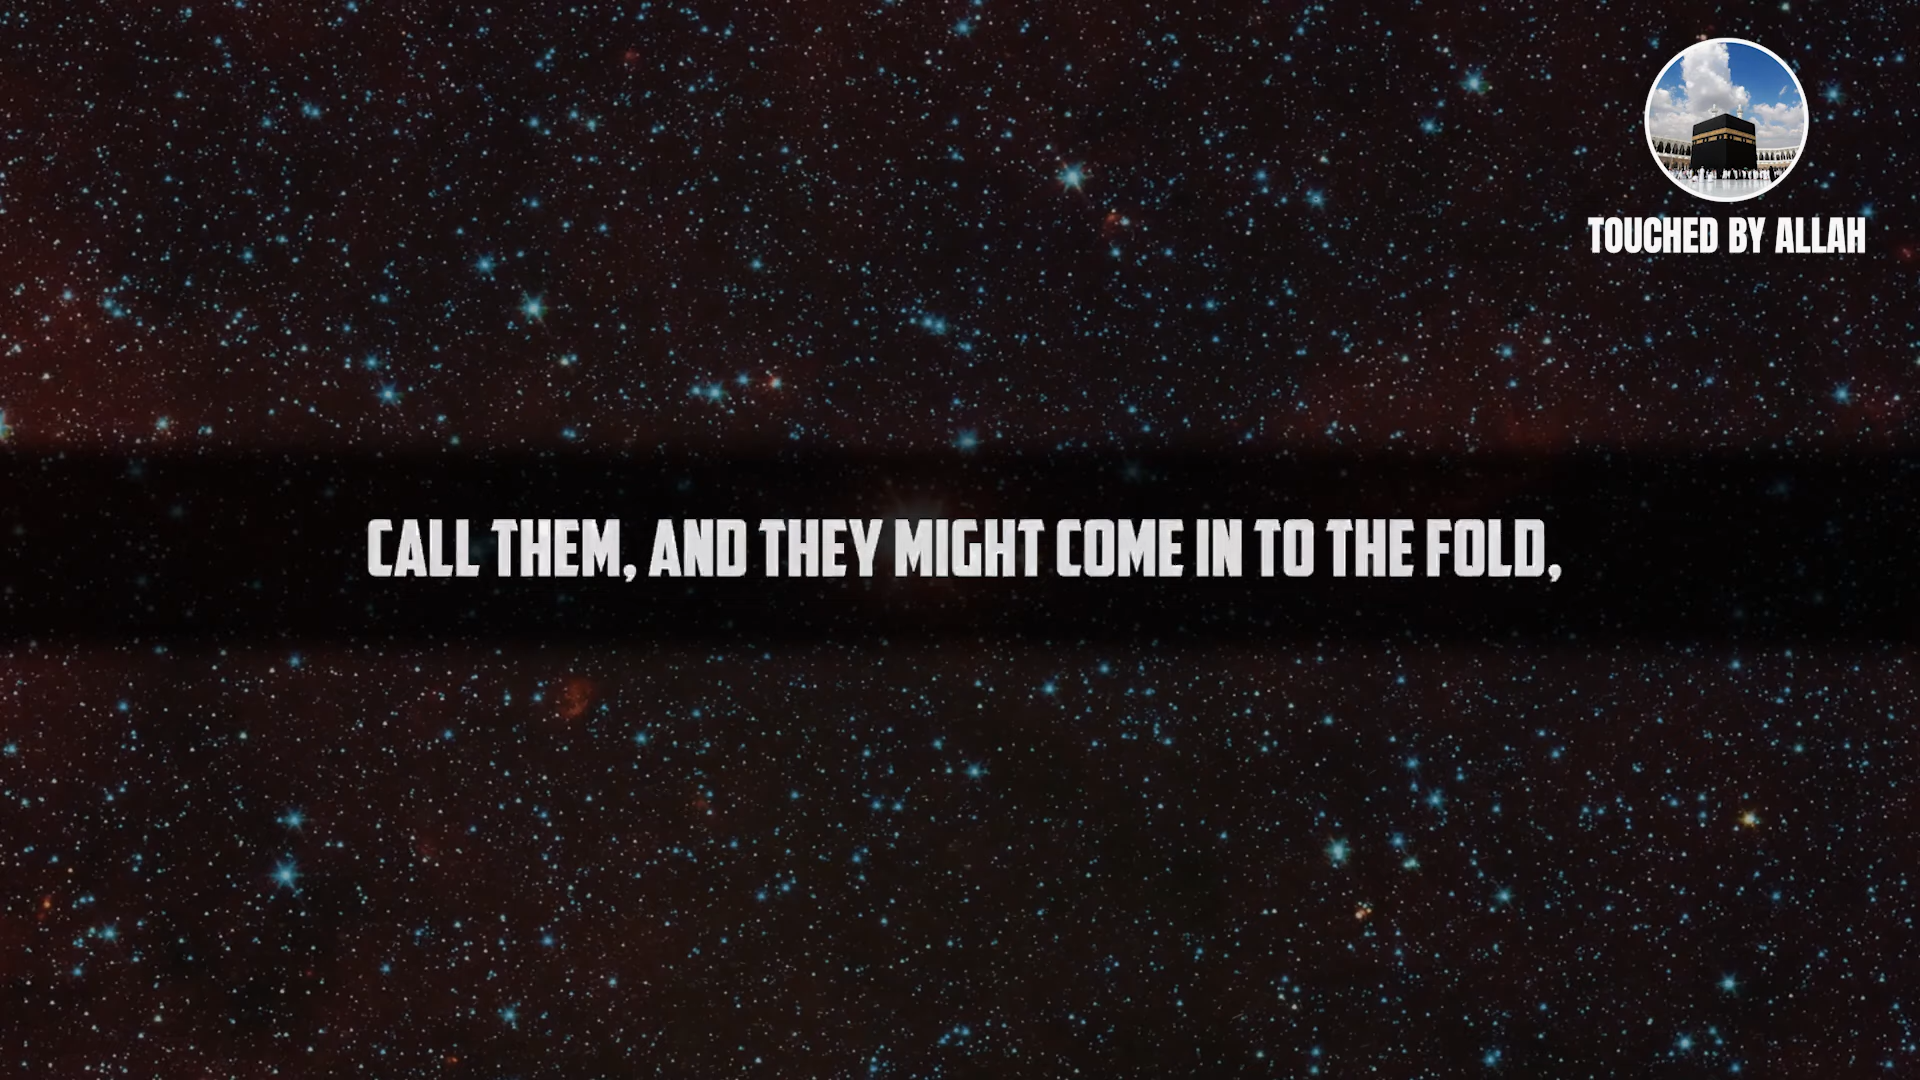 TOUCHED BY ALLAH
CALL THEM, AND THEY MIGHT COME IN TO THE FOLD,